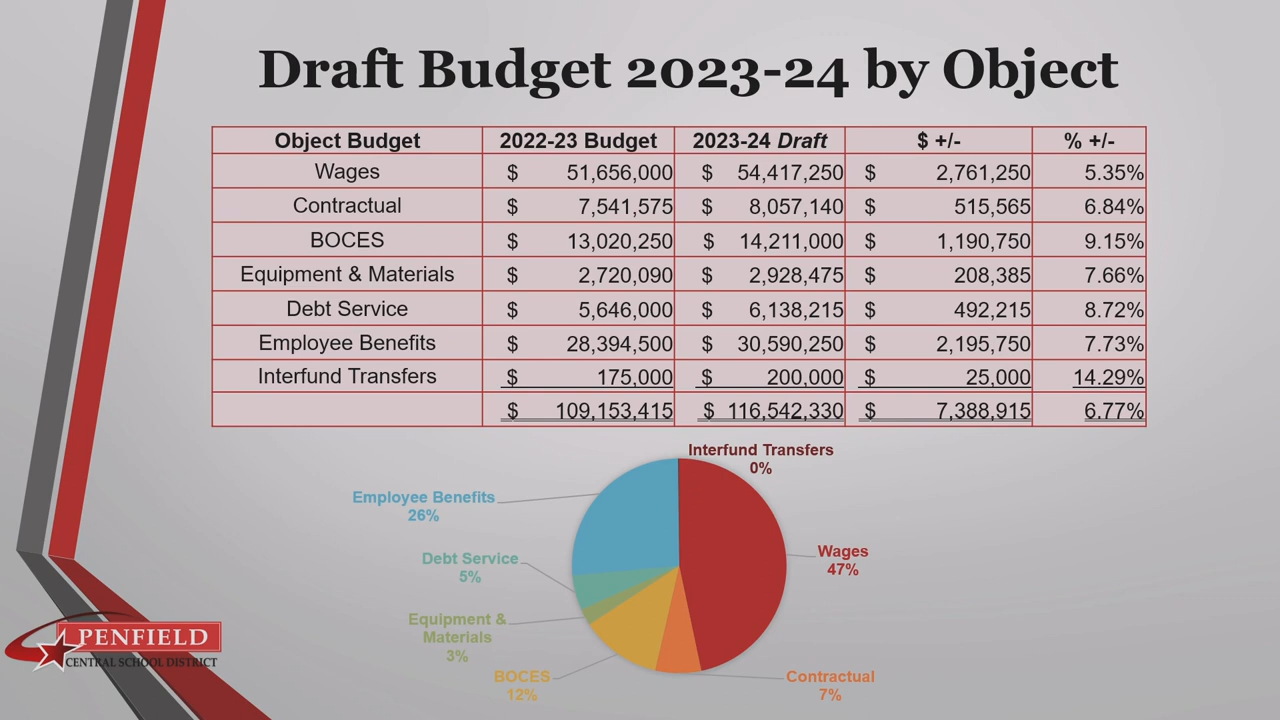 Draft Budget 2023-24 by Object
Object Budget 2022-23 Budget 2023-24 Draft $ +/- % +/-
Wages $ 51,656,000 $ 54,417,250 $ 2,761,250 5.35%
Contractual $ 7,541,575 $ 8,057,140 $ 515,565 6.84%
BOCES $ 13,020,250 $ 14,211,000 $ 1,190,750 9.15%
Equipment & Materials $ 2,720,090 $ 2,928,475 $ 208,385 7.66%
Debt Service $ 5,646,000 $ 6,138,215 $ 492,215 8.72%
Employee Benefits $ 28,394,500 $ 30,590,250 $ 2,195,750 7.73%
Interfund Transfers $ 175,000 $ 200,000 $ 25,000 14.29%
$ 109,153,415 $ 116,542,330 $ 7,388,915 6.77%
Interfund Transfers
0%
Employee Benefits
26%
Wages
47%
Debt Service
5%
Equipment &
Materials
3%
BOCES
12%
Contractual
7%
PENFIELD
CENTRAL SCHOOL DISTRICT